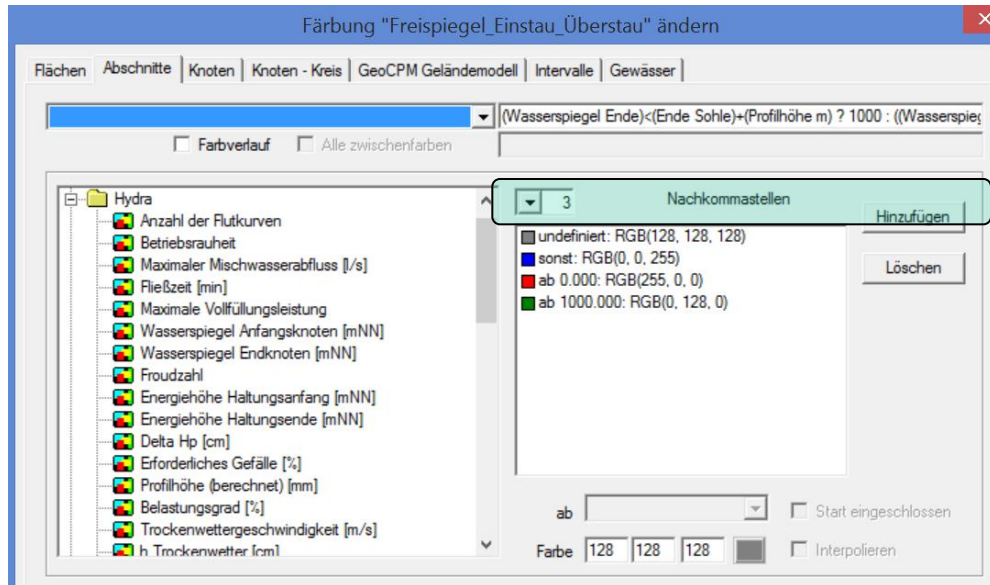 Färbung "Freispiegel_Einstau_Überstau" ändern
Flächen Abschnitte Knoten Knoten - Kreis GeoCPM Geländemodell Intervalle Gewässer
(Wasserspiegel Ende)<(Ende Sohle)+(Profilhöhe m) ? 1000 : ((Wasserspieg
Farbverlauf Alle zwischenfarben
Hydra
Anzahl der Flutkurven
Betriebsrauheit
Maximaler Mischwasserabfluss [l/s]
Fließzeit [min]
Maximale Vollfüllungsleistung
Wasserspiegel Anfangsknoten [mNN]
Wasserspiegel Endknoten [mNN]
Froudzahl
Energiehöhe Haltungsanfang [mNN]
Energiehöhe Haltungsende [mNN]
Delta Hp [cm]
Erforderliches Gefälle [%]
Profilhöhe (berechnet) [mm]
Belastungsgrad [%]
Trockenwettergeschwindigkeit [m/s]
h Trockenwetter [cm]
3 Nachkommastellen
Hinzufügen
undefiniert: RGB(128, 128, 128)
sonst: RGB(0, 0, 255)
ab 0.000: RGB(255, 0, 0)
ab 1000.000: RGB(0, 128, 0)
Löschen
ab Start eingeschlossen
Farbe 128 128 128 Interpolieren